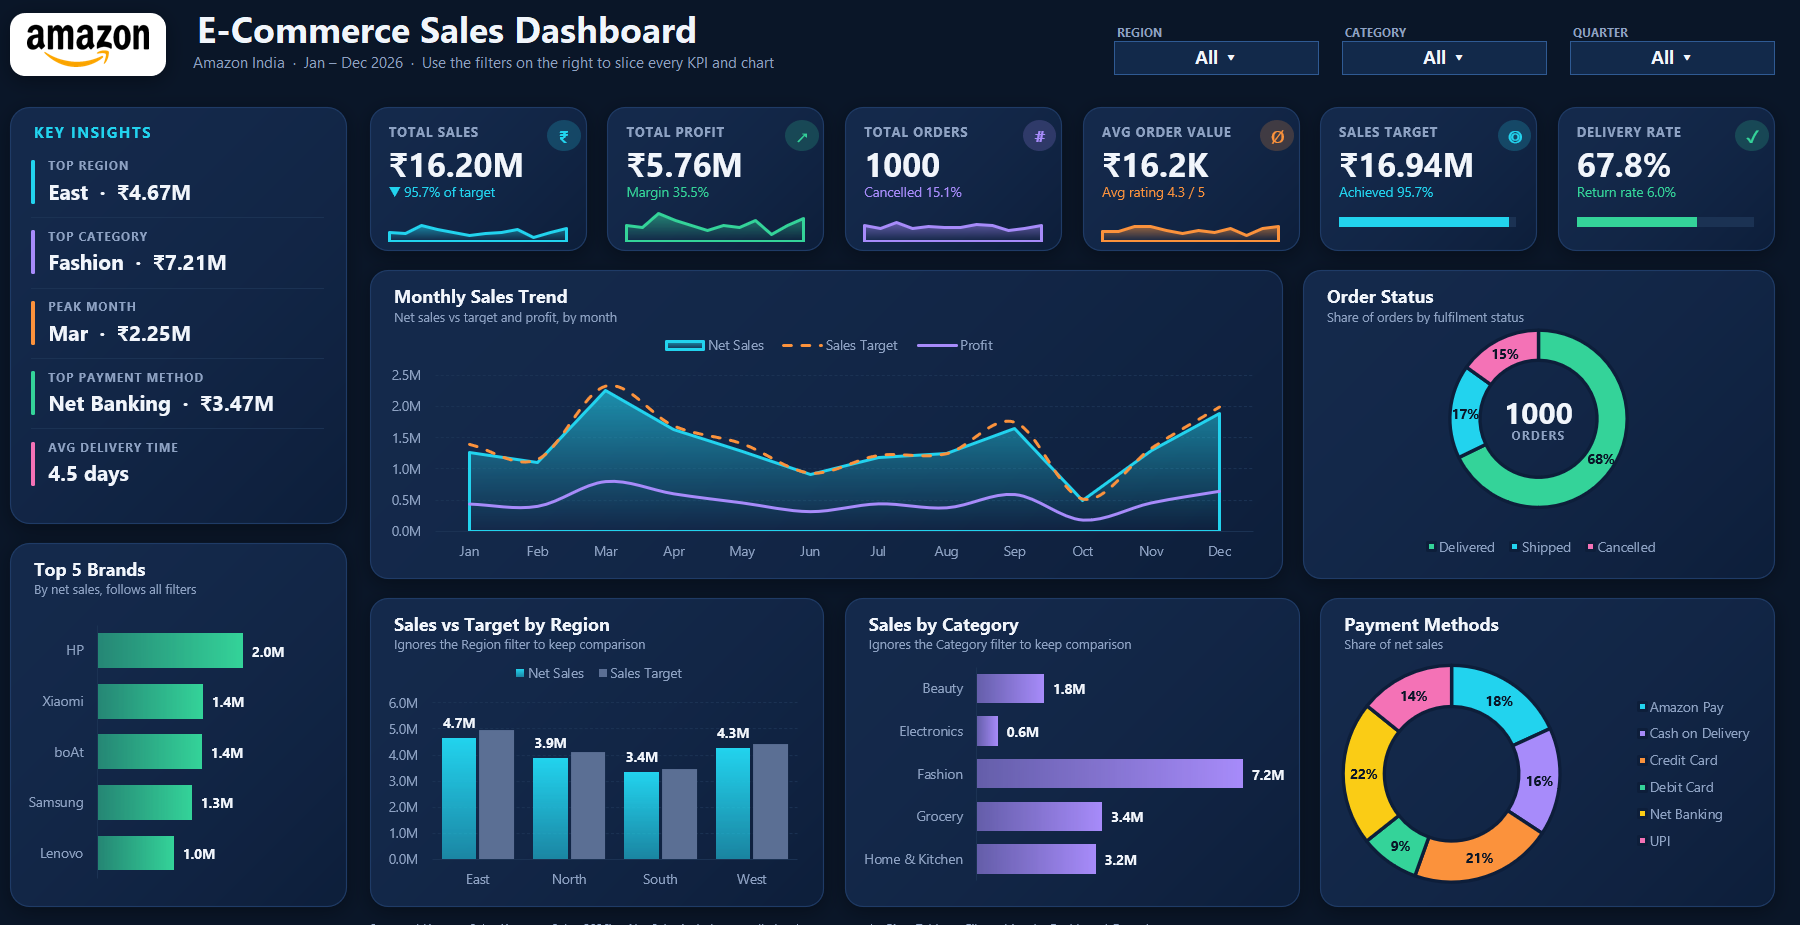 amazon
E-Commerce Sales Dashboard
Amazon India · Jan – Dec 2026 · Use the filters on the right to slice every KPI and chart
REGION
All ▼
CATEGORY
All ▼
QUARTER
All ▼
KEY INSIGHTS
TOP REGION
East · ₹4.67M
TOP CATEGORY
Fashion · ₹7.21M
PEAK MONTH
Mar · ₹2.25M
TOP PAYMENT METHOD
Net Banking · ₹3.47M
AVG DELIVERY TIME
4.5 days
TOTAL SALES
₹
₹16.20M
▼ 95.7% of target
TOTAL PROFIT
↗
₹5.76M
Margin 35.5%
TOTAL ORDERS
#
1000
Cancelled 15.1%
AVG ORDER VALUE
Ø
₹16.2K
Avg rating 4.3 / 5
SALES TARGET
₹16.94M
Achieved 95.7%
DELIVERY RATE
✓
67.8%
Return rate 6.0%
Monthly Sales Trend
Net sales vs target and profit, by month
Net Sales
Sales Target
Profit
2.5M
2.0M
1.5M
1.0M
0.5M
0.0M
Jan
Feb
Mar
Apr
May
Jun
Jul
Aug
Sep
Oct
Nov
Dec
Order Status
Share of orders by fulfilment status
15%
17%
68%
1000
ORDERS
Delivered
Shipped
Cancelled
Top 5 Brands
By net sales, follows all filters
HP 2.0M
Xiaomi 1.4M
boAt 1.4M
Samsung 1.3M
Lenovo 1.0M
Sales vs Target by Region
Ignores the Region filter to keep comparison
Net Sales
Sales Target
6.0M
5.0M
4.0M
3.0M
2.0M
1.0M
0.0M
4.7M
3.9M
3.4M
4.3M
East
North
South
West
Sales by Category
Ignores the Category filter to keep comparison
Beauty 1.8M
Electronics 0.6M
Fashion 7.2M
Grocery 3.4M
Home & Kitchen 3.2M
Payment Methods
Share of net sales
18%
16%
21%
9%
22%
14%
Amazon Pay
Cash on Delivery
Credit Card
Debit Card
Net Banking
UPI